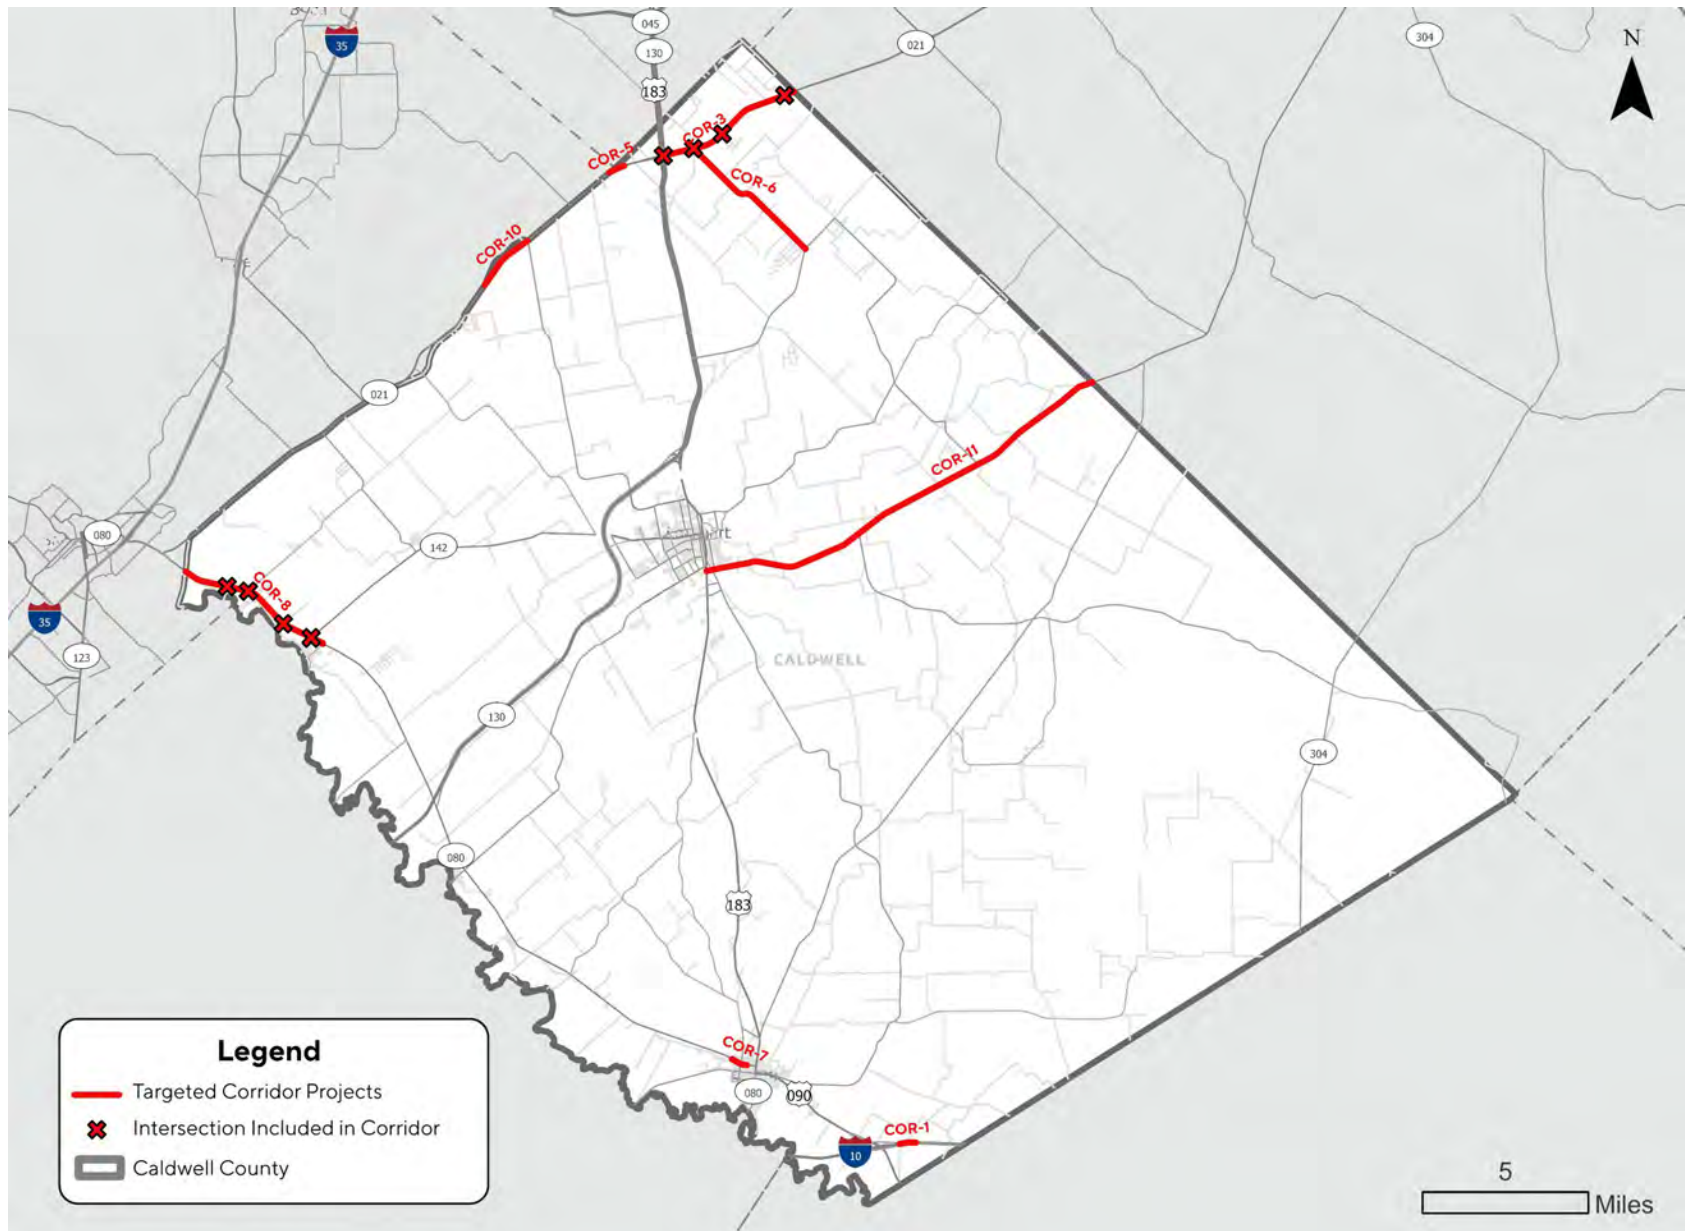 045
35
130
021
304
N
183
COR-3
COR-5
COR-6
COR-10
021
COR-11
080
142
COR-8
35
123
CALDWELL
130
304
080
183
COR-7
080
090
COR-1
10
Legend
Targeted Corridor Projects
Intersection Included in Corridor
Caldwell County
5
Miles